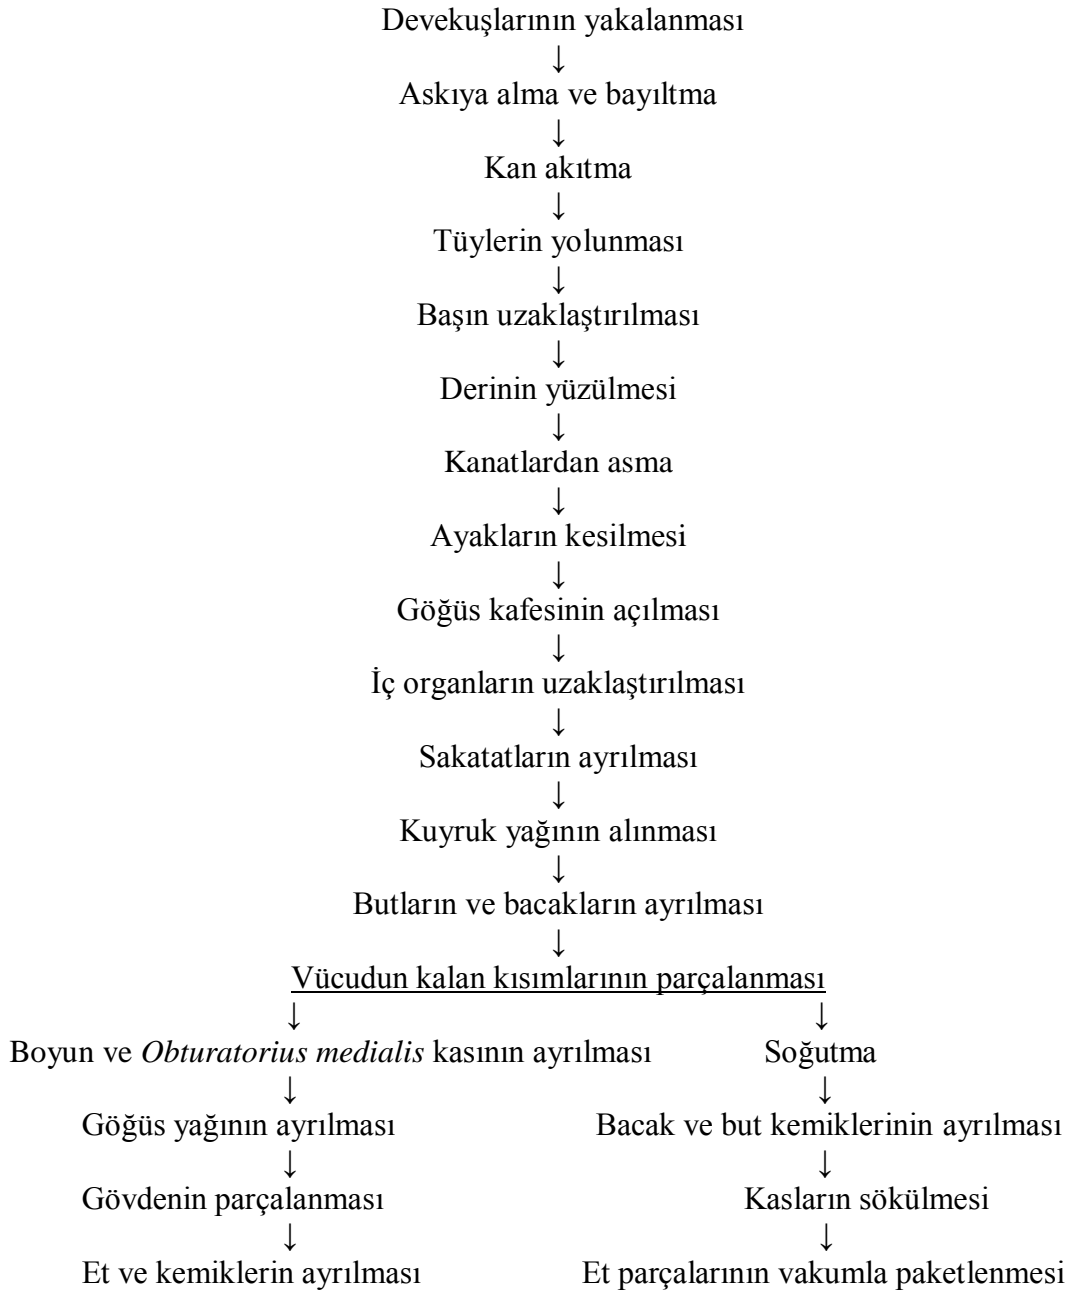 Devekuşlarının yakalanması
↓
Askıya alma ve bayıltma
↓
Kan akıtma
↓
Tüylerin yolunması
↓
Başın uzaklaştırılması
↓
Derinin yüzülmesi
↓
Kanatlardan asma
↓
Ayakların kesilmesi
↓
Göğüs kafesinin açılması
↓
İç organların uzaklaştırılması
↓
Sakatatların ayrılması
↓
Kuyruk yağının alınması
↓
Butların ve bacakların ayrılması
↓
Vücudun kalan kısımlarının parçalanması
↓ ↓
Boyun ve Obturatorius medialis kasının ayrılması Soğutma
↓ ↓
Göğüs yağının ayrılması Bacak ve but kemiklerinin ayrılması
↓ ↓
Gövdenin parçalanması Kasların sökülmesi
↓ ↓
Et ve kemiklerin ayrılması Et parçalarının vakumla paketlenmesi